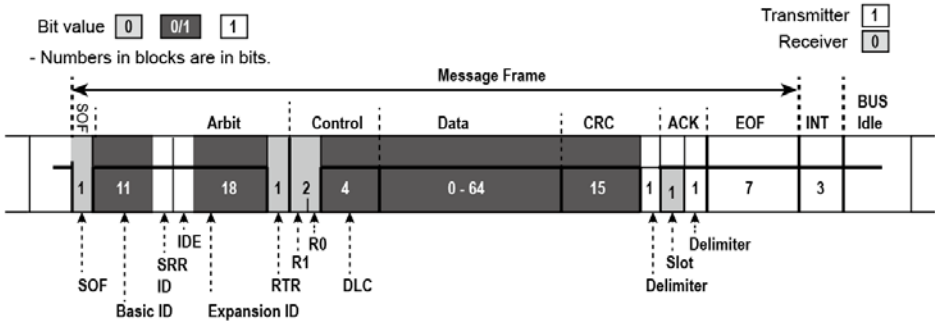 Bit value 0 0/1 1
Transmitter 1
Receiver 0
- Numbers in blocks are in bits.
Message Frame
SOF Arbit Control Data CRC ACK EOF INT BUS Idle
1 11 18 1 2 4 0 - 64 15 1 1 1 7 3
SOF Basic ID SRR ID IDE Expansion ID RTR R1 R0 DLC Delimiter Slot Delimiter